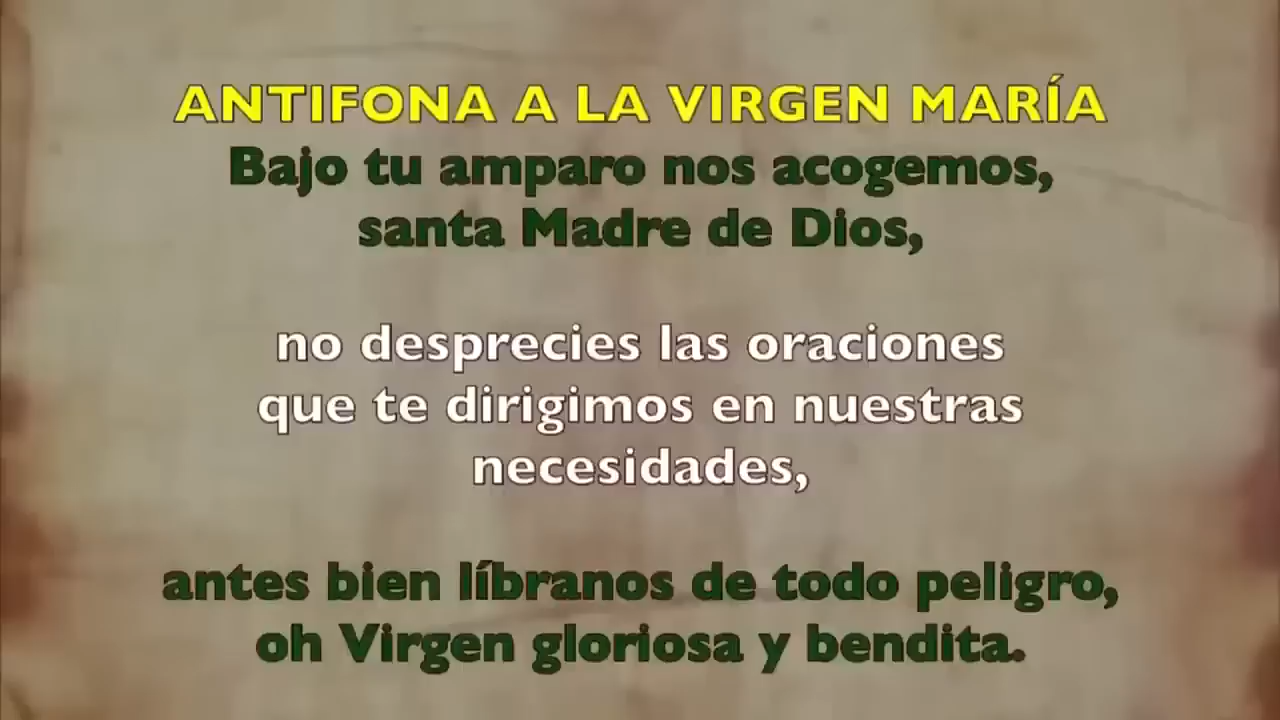 ANTIFONA A LA VIRGEN MARÍA
Bajo tu amparo nos acogemos,
santa Madre de Dios,
no desprecies las oraciones
que te dirigimos en nuestras
necesidades,
antes bien líbranos de todo peligro,
oh Virgen gloriosa y bendita.